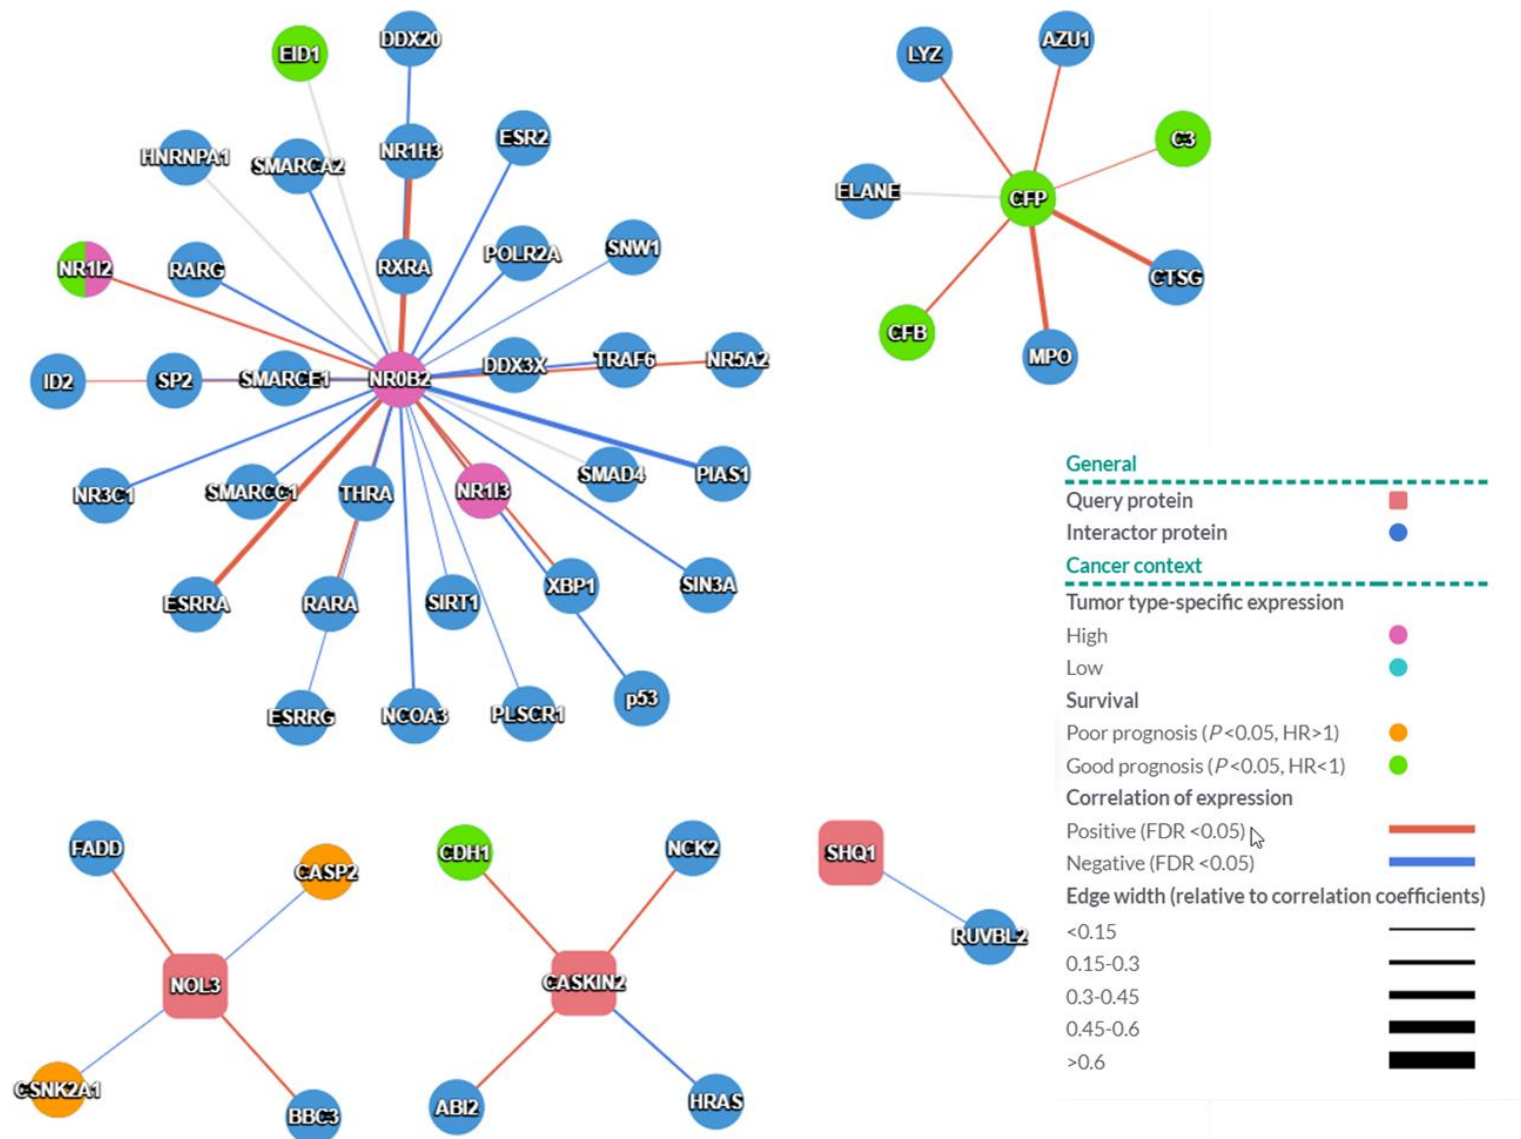 DDX20
EID1
HNRNPA1
SMARCA2
NR1H3
ESR2
NR1I2
RARG
RXRA
POLR2A
SNW1
ID2
SP2
SMARCE1
NR0B2
DDX3X
TRAF6
NR5A2
NR3C1
SMARCC1
THRA
NR1I3
SMAD4
PIAS1
ESRRA
RARA
SIRT1
XBP1
SIN3A
ESRRG
NCOA3
PLSCR1
p53
LYZ
AZU1
C3
ELANE
CFP
CTSG
CFB
MPO
General
Query protein
Interactor protein
Cancer context
Tumor type-specific expression
High
Low
Survival
Poor prognosis (P<0.05, HR>1)
Good prognosis (P<0.05, HR<1)
Correlation of expression
Positive (FDR <0.05)
Negative (FDR <0.05)
Edge width (relative to correlation coefficients)
<0.15
0.15-0.3
0.3-0.45
0.45-0.6
>0.6
FADD
CASP2
NOL3
CSNK2A1
BBC3
CDH1
NCK2
CASKIN2
ABI2
HRAS
SHQ1
RUVBL2